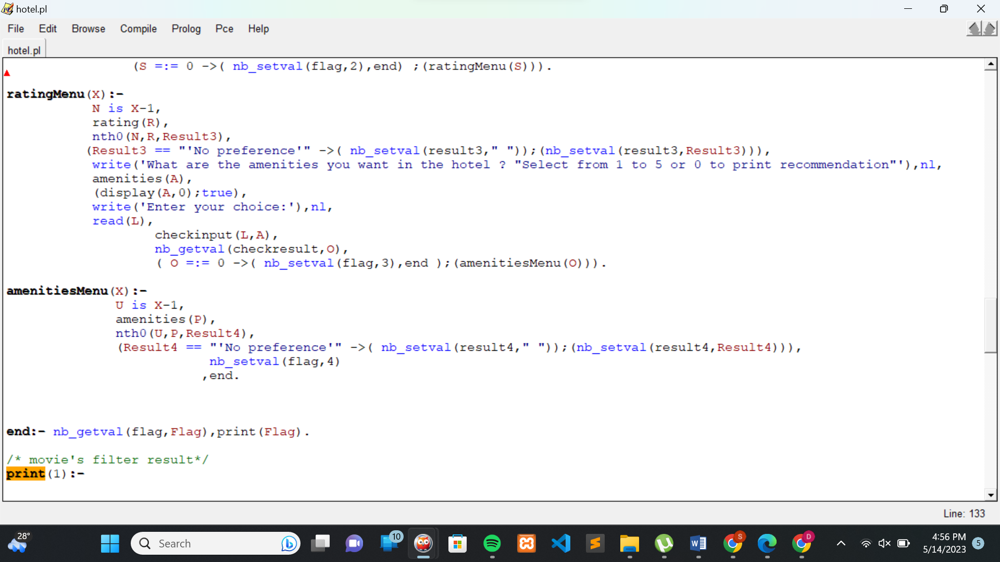 hotel.pl
File Edit Browse Compile Prolog Pce Help
hotel.pl
(S =:= 0 ->( nb_setval(flag,2),end) ;(ratingMenu(S))).
ratingMenu(X):-
N is X-1,
rating(R),
nth0(N,R,Result3),
(Result3 == "'No preference'" ->( nb_setval(result3," "));(nb_setval(result3,Result3))),
write('What are the amenities you want in the hotel ? "Select from 1 to 5 or 0 to print recommendation"'),nl,
amenities(A),
(display(A,0);true),
write('Enter your choice:'),nl,
read(L),
checkinput(L,A),
nb_getval(checkresult,O),
( O =:= 0 ->( nb_setval(flag,3),end );(amenitiesMenu(O))).
amenitiesMenu(X):-
U is X-1,
amenities(P),
nth0(U,P,Result4),
(Result4 == "'No preference'" ->( nb_setval(result4," "));(nb_setval(result4,Result4))),
nb_setval(flag,4)
,end.
end:- nb_getval(flag,Flag),print(Flag).
/* movie's filter result*/
print(1):-
Line: 133
28°
Search
10
S
D
4:56 PM
5/14/2023
5